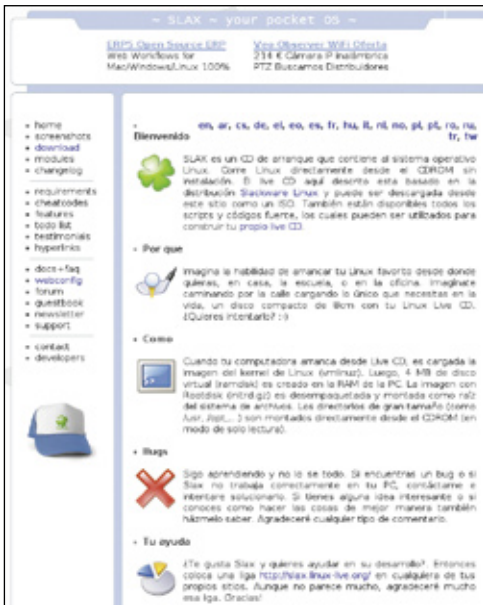 ~ SLAX ~ your pocket OS ~
ERP5 Open Source ERP
Web Workflows for
Mac/Windows/Linux 100%
Veo Observer WiFi Oferta
214 € Cámara IP Inalámbrica
PTZ Buscamos Distribuidores
home
screenshots
download
modules
changelog
requirements
cheatcodes
features
todo list
testimonials
hyperlinks
docs+faq
webconfig
forum
guestbook
newsletter
support
contact
developers
en, ar, cs, de, el, eo, es, fr, hu, it, nl, no, pl, pt, ro, ru,
tr, tw
Bienvenido
SLAX es un CD de arranque que contiene al sistema operativo
Linux. Corre Linux directamente desde el CDROM sin
instalación. El live CD aquí descrito esta basado en la
distribución Slackware Linux y puede ser descargada desde
este sitio como un ISO. También están disponibles todos los
scripts y códigos fuente, los cuales pueden ser utilizados para
construir tu propio live CD.
Por que
Imagina la habilidad de arrancar tu Linux favorito desde donde
quieras, en casa, la escuela, o en la oficina. Imagínate
caminando por la calle cargando lo único que necesitas en la
vida, un disco compacto de 8cm con tu Linux Live CD.
¿Quieres intentarlo? :-)
Como
Cuando tu computadora arranca desde Live CD, es cargada la
imagen del kernel de Linux (vmlinuz). Luego, 4 MB de disco
virtual (ramdisk) es creado en la RAM de la PC. La imagen con
Rootdisk (initrd.gz) es desempaquetada y montada como raíz
del sistema de archivos. Los directorios de gran tamaño (como
/usr, /opt,... ) son montados directamente desde el CDROM (en
modo de solo lectura).
Bugs
Sigo aprendiendo y no lo se todo. Si encuentras un bug o si
Slax no trabaja correctamente en tu PC, contáctame e
intentare solucionarlo. Si tienes alguna idea interesante o si
conoces como hacer las cosas de mejor manera también
házmelo saber. Agradeceré cualquier tipo de comentario.
Tu ayuda
¿Te gusta Slax y quieres ayudar en su desarrollo?. Entonces
coloca una liga http://slax.linux-live.org/ en cualquiera de tus
propios sitios. Aunque no parece mucho, agradeceré mucho
esa liga. Gracias!